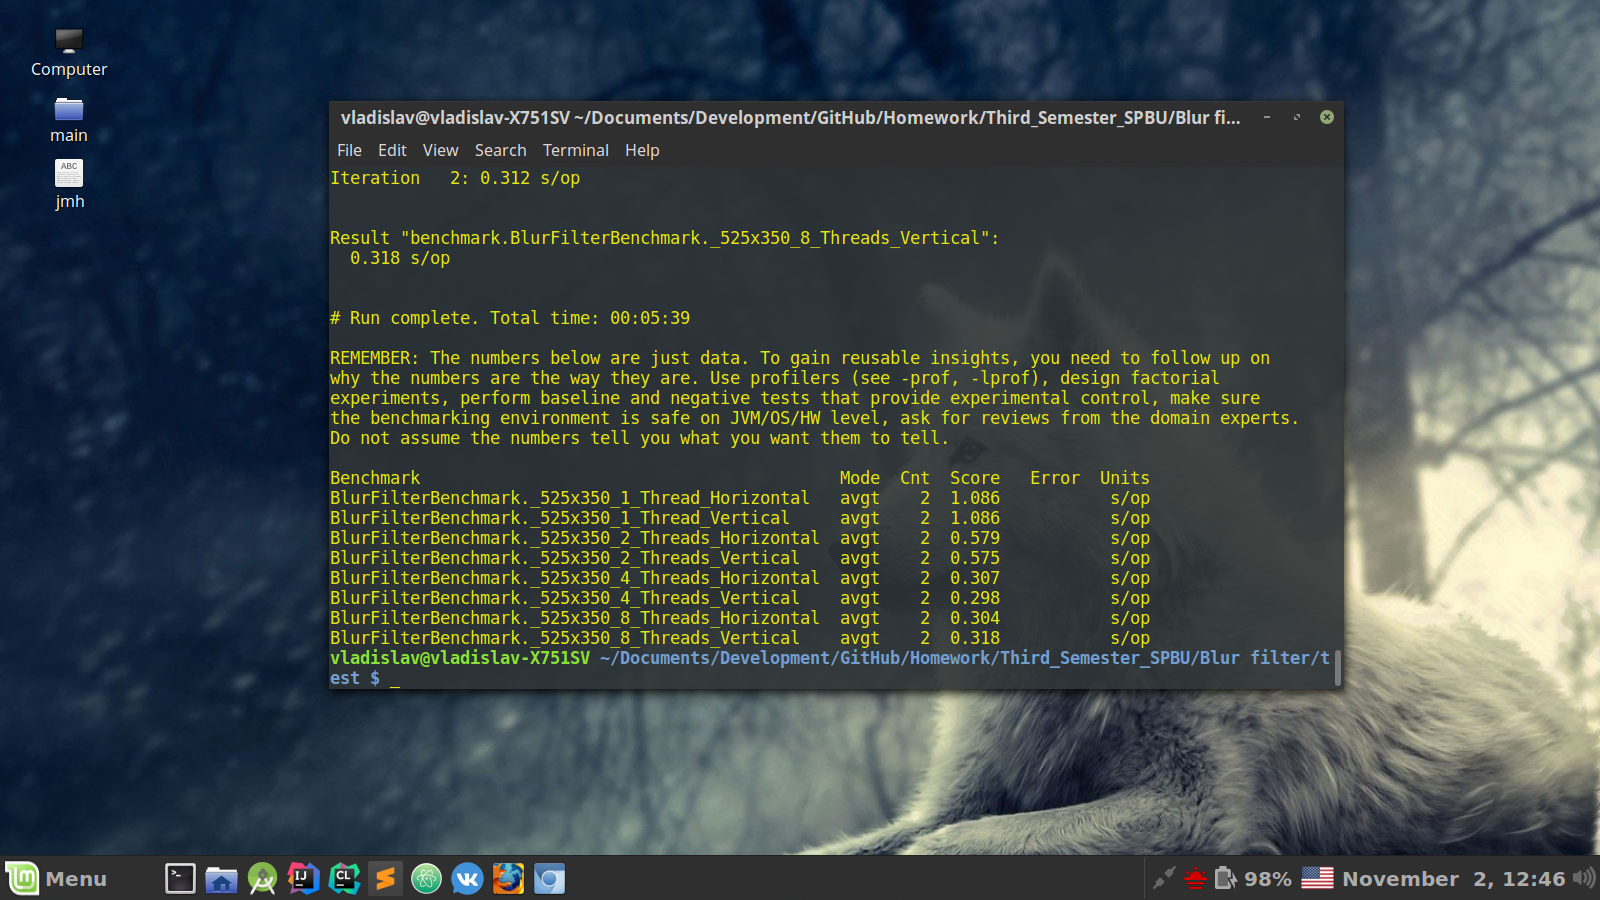 Computer
main
ABC
jmh
vladislav@vladislav-X751SV ~/Documents/Development/GitHub/Homework/Third_Semester_SPBU/Blur fi...
File Edit View Search Terminal Help
Iteration   2: 0.312 s/op
Result "benchmark.BlurFilterBenchmark._525x350_8_Threads_Vertical":
  0.318 s/op
# Run complete. Total time: 00:05:39
REMEMBER: The numbers below are just data. To gain reusable insights, you need to follow up on
why the numbers are the way they are. Use profilers (see -prof, -lprof), design factorial
experiments, perform baseline and negative tests that provide experimental control, make sure
the benchmarking environment is safe on JVM/OS/HW level, ask for reviews from the domain experts.
Do not assume the numbers tell you what you want them to tell.
Benchmark                                          Mode  Cnt  Score   Error  Units
BlurFilterBenchmark._525x350_1_Thread_Horizontal   avgt    2  1.086           s/op
BlurFilterBenchmark._525x350_1_Thread_Vertical     avgt    2  1.086           s/op
BlurFilterBenchmark._525x350_2_Threads_Horizontal  avgt    2  0.579           s/op
BlurFilterBenchmark._525x350_2_Threads_Vertical    avgt    2  0.575           s/op
BlurFilterBenchmark._525x350_4_Threads_Horizontal  avgt    2  0.307           s/op
BlurFilterBenchmark._525x350_4_Threads_Vertical    avgt    2  0.298           s/op
BlurFilterBenchmark._525x350_8_Threads_Horizontal  avgt    2  0.304           s/op
BlurFilterBenchmark._525x350_8_Threads_Vertical    avgt    2  0.318           s/op
vladislav@vladislav-X751SV ~/Documents/Development/GitHub/Homework/Third_Semester_SPBU/Blur filter/t
est $ _
Menu >_ IJ CL 98% November 2, 12:46